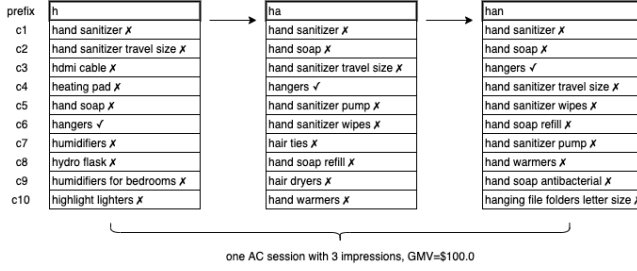 prefix h ha han
c1 hand sanitizer ✗ hand sanitizer ✗ hand sanitizer ✗
c2 hand sanitizer travel size ✗ hand soap ✗ hand soap ✗
c3 hdmi cable ✗ hand sanitizer travel size ✗ hangers ✓
c4 heating pad ✗ hangers ✓ hand sanitizer travel size ✗
c5 hand soap ✗ hand sanitizer pump ✗ hand sanitizer wipes ✗
c6 hangers ✓ hand sanitizer wipes ✗ hand soap refill ✗
c7 humidifiers ✗ hair ties ✗ hand sanitizer pump ✗
c8 hydro flask ✗ hand soap refill ✗ hand warmers ✗
c9 humidifiers for bedrooms ✗ hair dryers ✗ hand soap antibacterial ✗
c10 highlight lighters ✗ hand warmers ✗ hanging file folders letter size ✗
one AC session with 3 impressions, GMV=$100.0